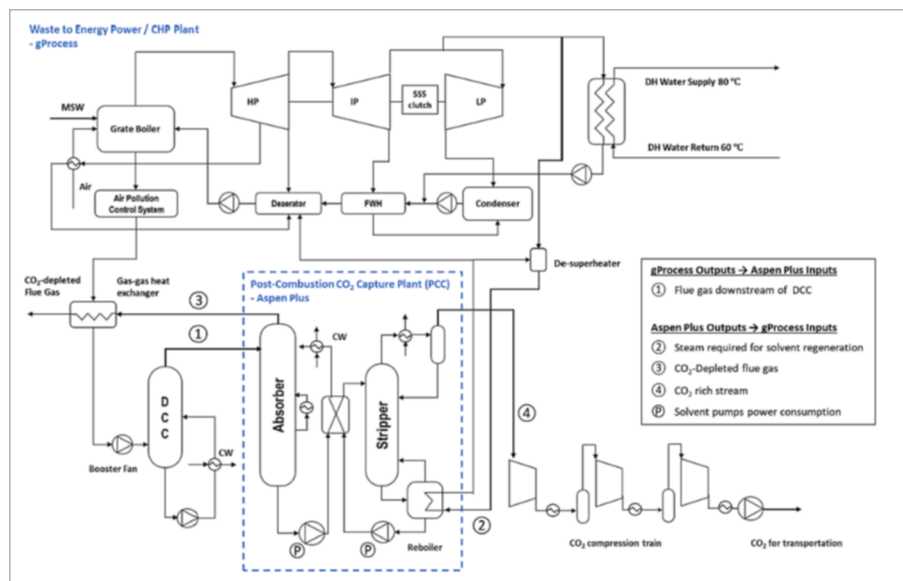 Waste to Energy Power / CHP Plant
- gProcess
MSW
Grate Boiler
Air
Air Pollution
Control System
HP
IP
SSS
clutch
LP
DH Water Supply 80 °C
DH Water Return 60 °C
Deaerator
FWH
Condenser
De-superheater
CO₂-depleted
Flue Gas
Gas-gas heat
exchanger
③
①
Post-Combustion CO₂ Capture Plant (PCC)
- Aspen Plus
CW
Absorber
Stripper
DCC
CW
Booster Fan
Ⓟ
Ⓟ
Reboiler
②
④
CO₂ compression train
CO₂ for transportation
gProcess Outputs → Aspen Plus Inputs
① Flue gas downstream of DCC
Aspen Plus Outputs → gProcess Inputs
② Steam required for solvent regeneration
③ CO₂-Depleted flue gas
④ CO₂ rich stream
Ⓟ Solvent pumps power consumption